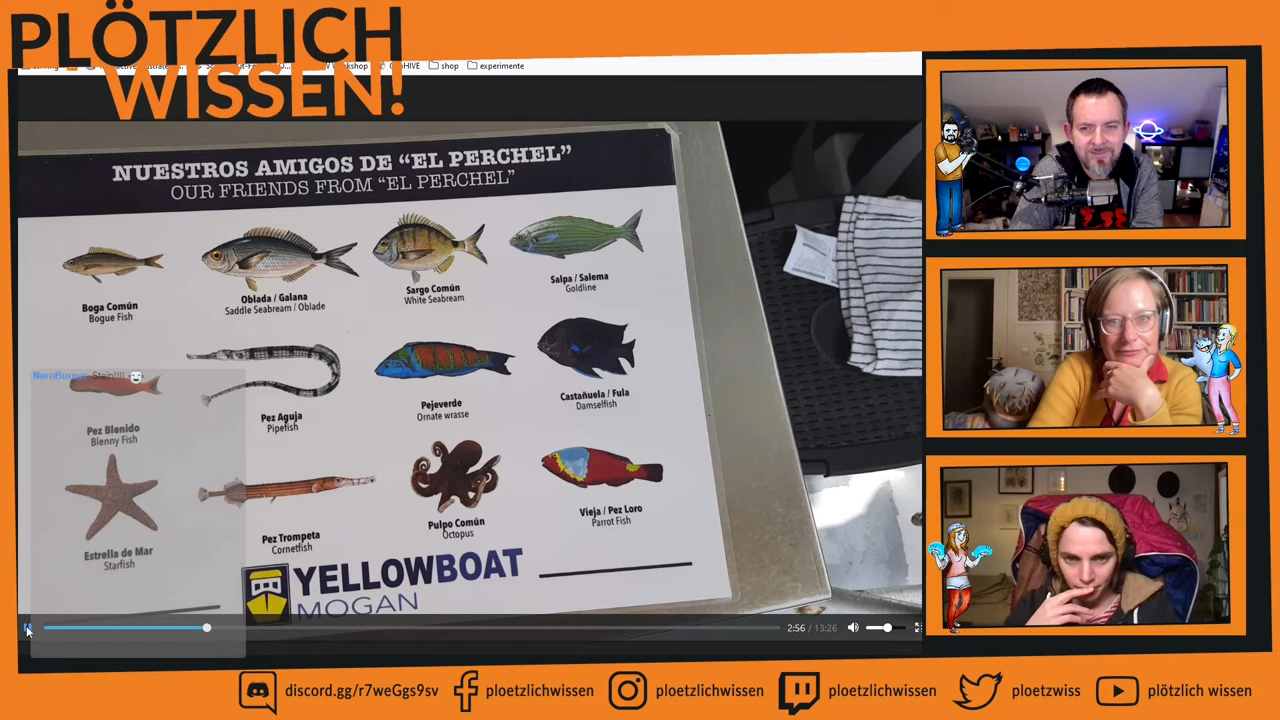 PLÖTZLICH
WISSEN!
shop
experimente
NUESTROS AMIGOS DE “EL PERCHEL”
OUR FRIENDS FROM “EL PERCHEL”
Boga Común
Bogue Fish
Oblada / Galana
Saddle Seabream / Oblade
Sargo Común
White Seabream
Salpa / Salema
Goldline
NeroBurner Stein!!!!
Pez Blenido
Blenny Fish
Pez Aguja
Pipefish
Pejeverde
Ornate wrasse
Castañuela / Fula
Damselfish
Estrella de Mar
Starfish
Pez Trompeta
Cornetfish
Pulpo Común
Octopus
Vieja / Pez Loro
Parrot Fish
YELLOWBOAT
MOGAN
2:56 / 13:26
discord.gg/r7weGgs9sv
ploetzlichwissen
ploetzlichwissen
ploetzlichwissen
ploetzwiss
plötzlich wissen